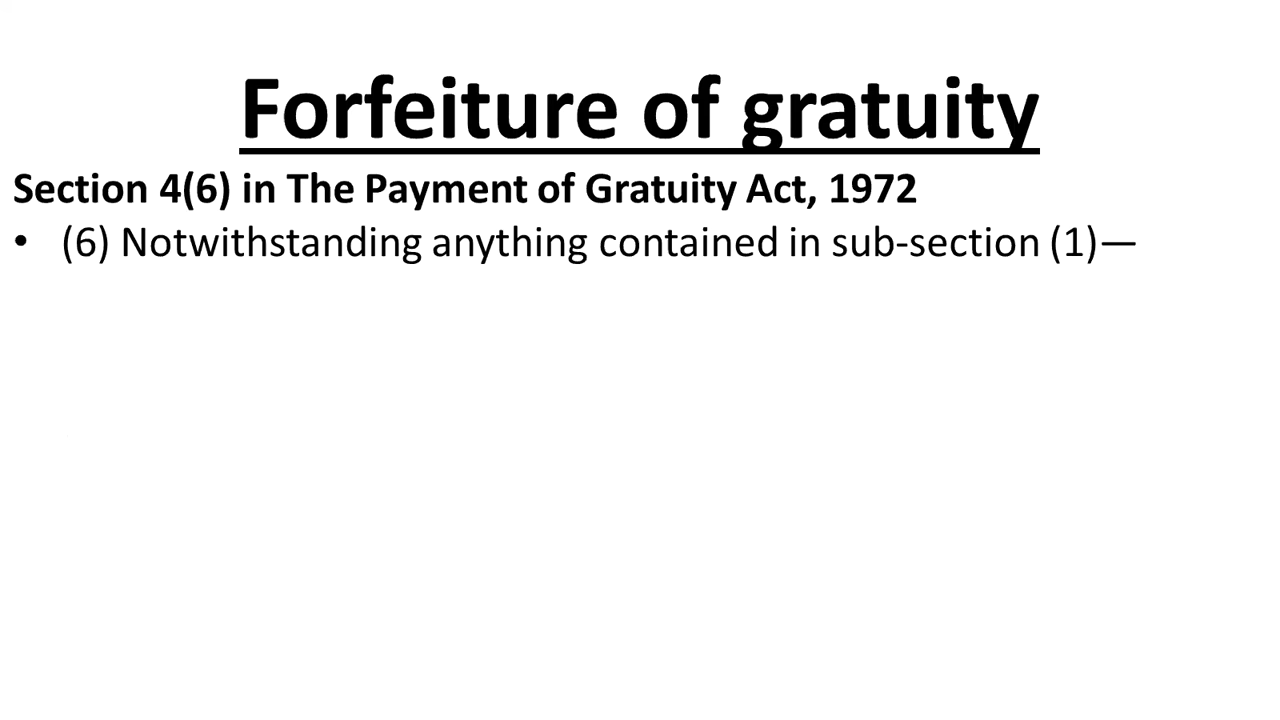 Forfeiture of gratuity
Section 4(6) in The Payment of Gratuity Act, 1972
• (6) Notwithstanding anything contained in sub-section (1)—